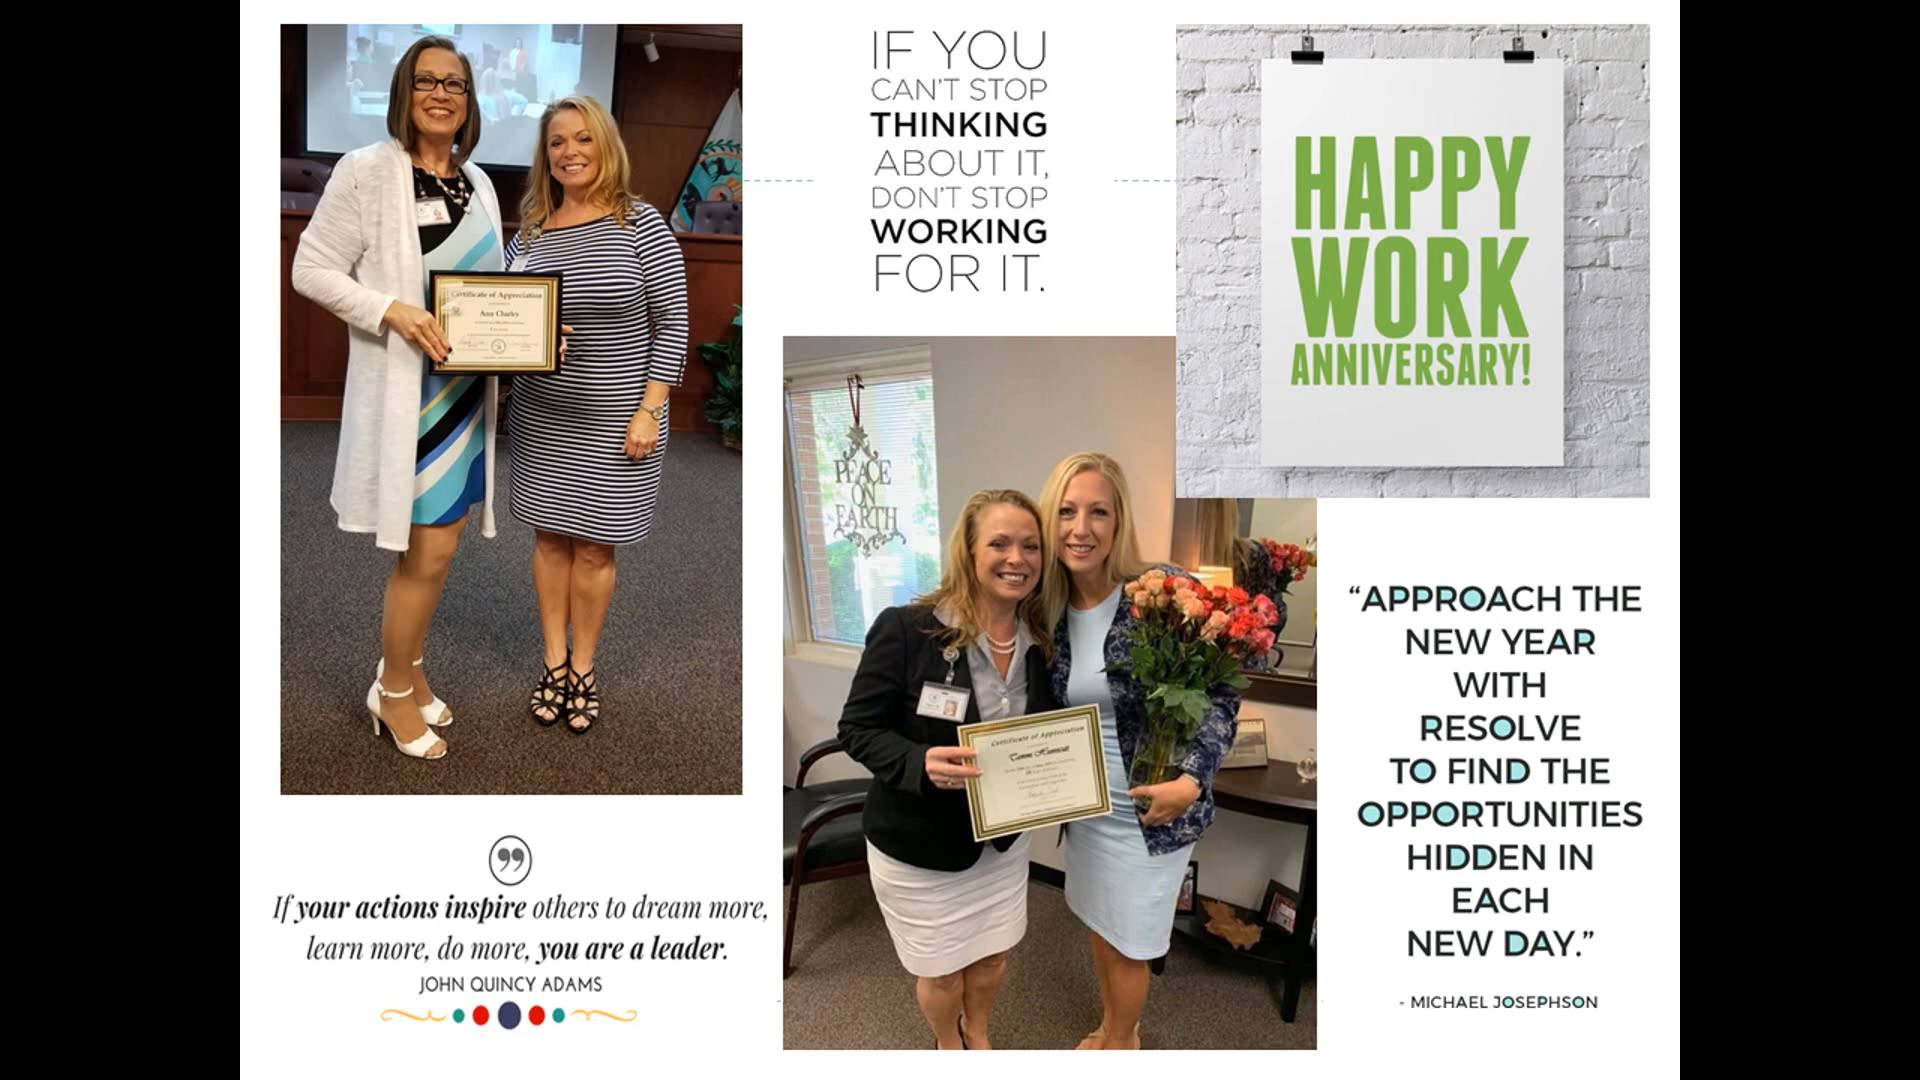 IF YOU
CAN'T STOP
THINKING
ABOUT IT,
DON'T STOP
WORKING
FOR IT.
HAPPY
WORK
ANNIVERSARY!
Certificate of Appreciation
Amy Charley
PEACE
ON
EARTH
Certificate of Appreciation
“APPROACH THE
NEW YEAR
WITH
RESOLVE
TO FIND THE
OPPORTUNITIES
HIDDEN IN
EACH
NEW DAY.”
- MICHAEL JOSEPHSON
If your actions inspire others to dream more,
learn more, do more, you are a leader.
JOHN QUINCY ADAMS